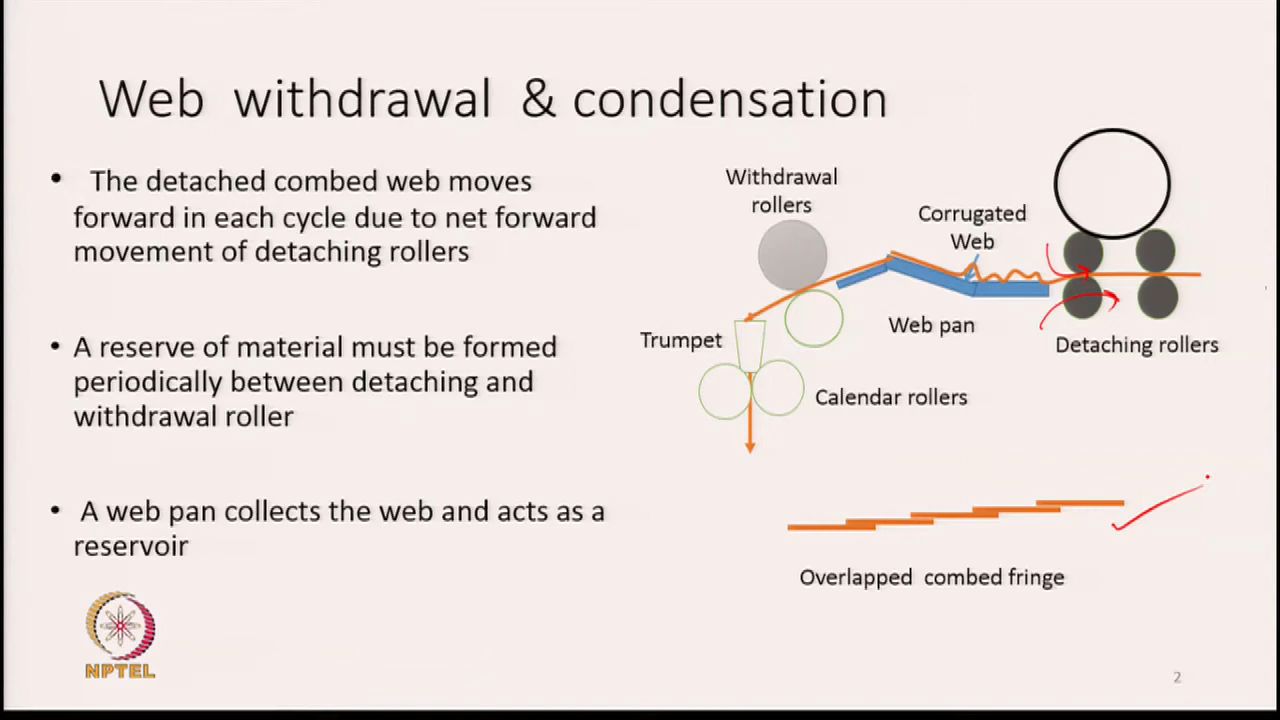 Web withdrawal & condensation
• The detached combed web moves
forward in each cycle due to net forward
movement of detaching rollers
• A reserve of material must be formed
periodically between detaching and
withdrawal roller
• A web pan collects the web and acts as a
reservoir
Withdrawal
rollers
Corrugated
Web
Trumpet
Web pan
Detaching rollers
Calendar rollers
Overlapped combed fringe
NPTEL
2